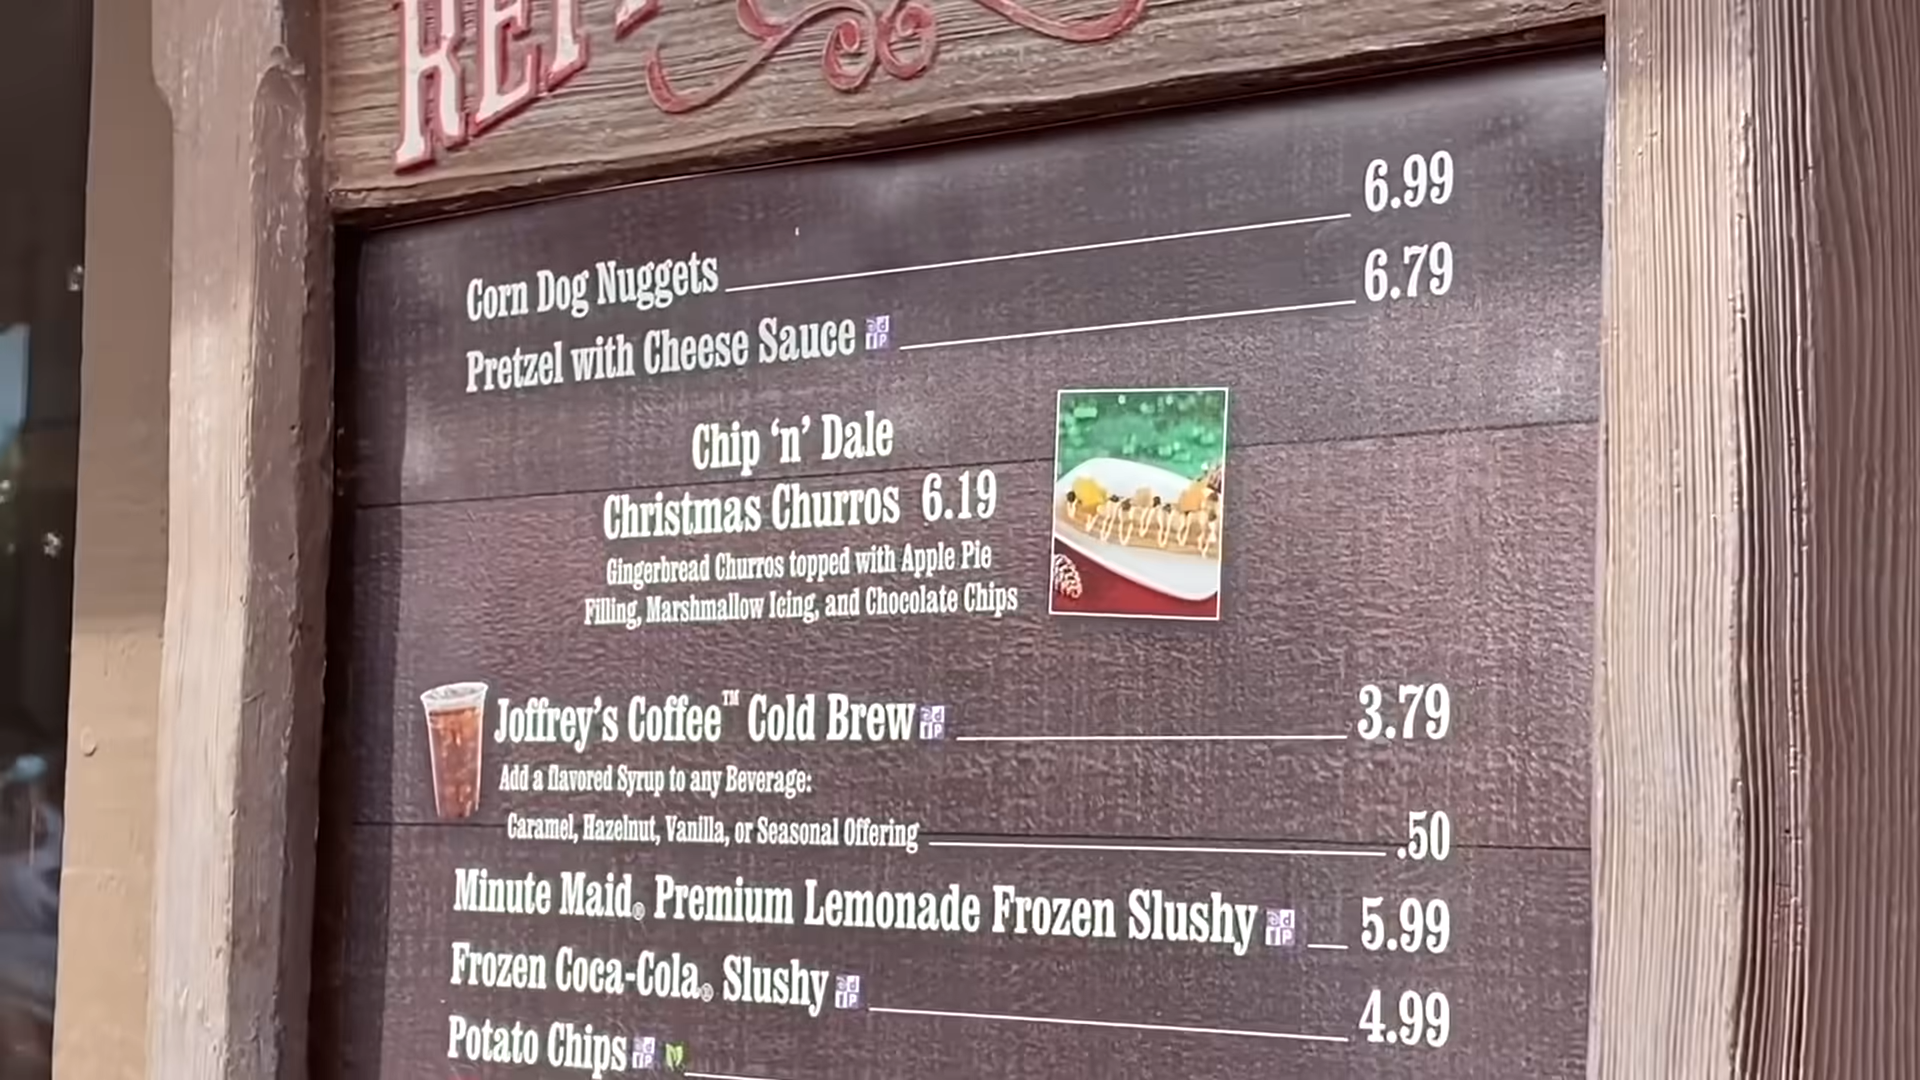 Corn Dog Nuggets 6.99
Pretzel with Cheese Sauce 6.79
Chip ‘n’ Dale
Christmas Churros 6.19
Gingerbread Churros topped with Apple Pie
Filling, Marshmallow Icing, and Chocolate Chips
Joffrey's Coffee™ Cold Brew 3.79
Add a flavored Syrup to any Beverage:
Caramel, Hazelnut, Vanilla, or Seasonal Offering .50
Minute Maid® Premium Lemonade Frozen Slushy 5.99
Frozen Coca-Cola® Slushy 4.99
Potato Chips